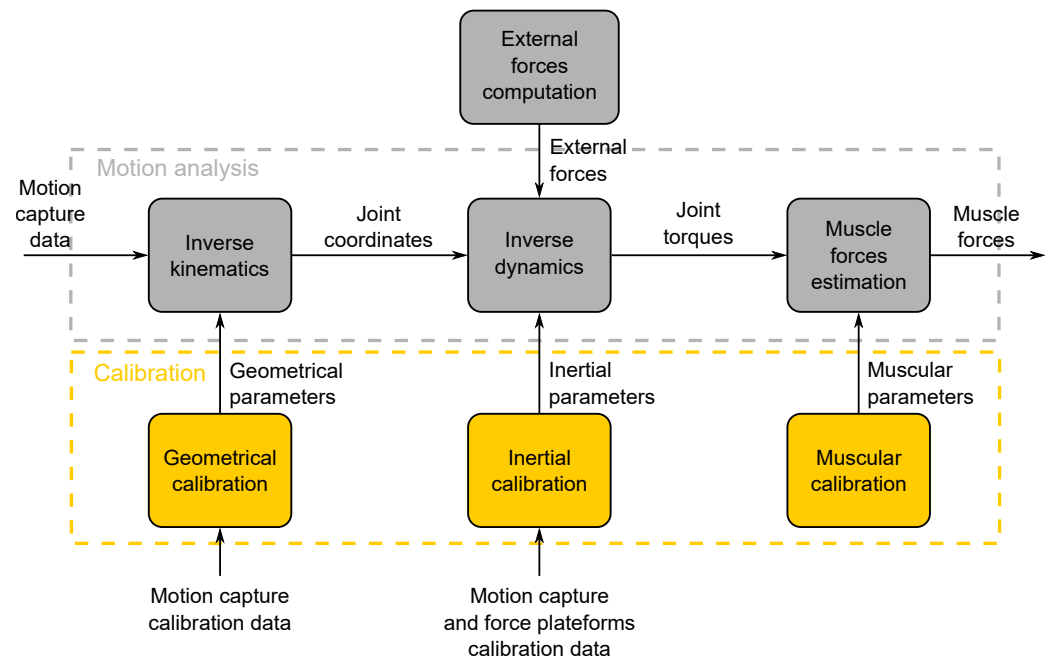 External
forces
computation
External
forces
Motion analysis
Motion
capture
data
Inverse
kinematics
Joint
coordinates
Inverse
dynamics
Joint
torques
Muscle
forces
estimation
Muscle
forces
Calibration
Geometrical
parameters
Inertial
parameters
Muscular
parameters
Geometrical
calibration
Inertial
calibration
Muscular
calibration
Motion capture
calibration data
Motion capture
and force plateforms
calibration data